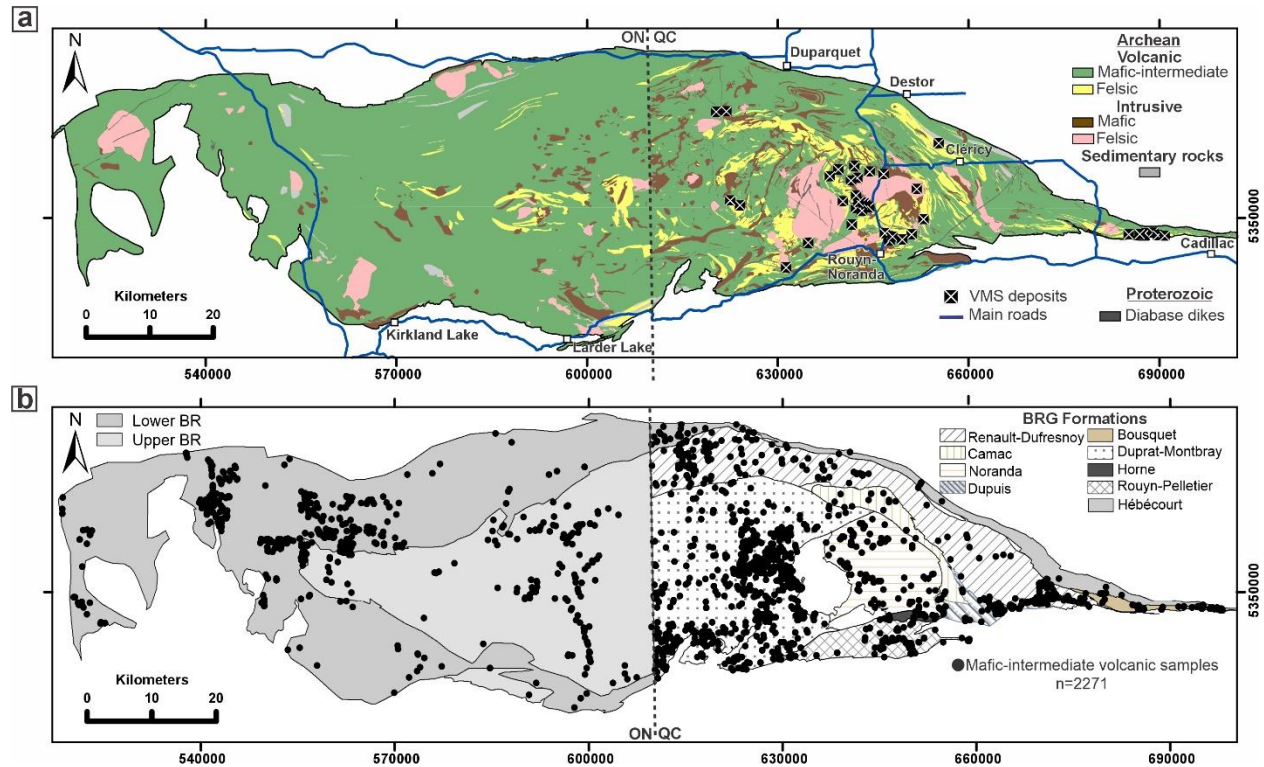 a
N
ON QC
Duparquet
Destor
Cléricy
Rouyn-
Noranda
Cadillac
Kirkland Lake
Larder Lake
Archean
Volcanic
Mafic-intermediate
Felsic
Intrusive
Mafic
Felsic
Sedimentary rocks
VMS deposits
Main roads
Proterozoic
Diabase dikes
Kilometers
0 10 20
5350000
540000 570000 600000 630000 660000 690000
b
N
Lower BR
Upper BR
BRG Formations
Renault-Dufresnoy
Camac
Noranda
Dupuis
Bousquet
Duprat-Montbray
Horne
Rouyn-Pelletier
Hébécourt
5350000
Mafic-intermediate volcanic samples
n=2271
Kilometers
0 10 20
ON QC
540000 570000 600000 630000 660000 690000